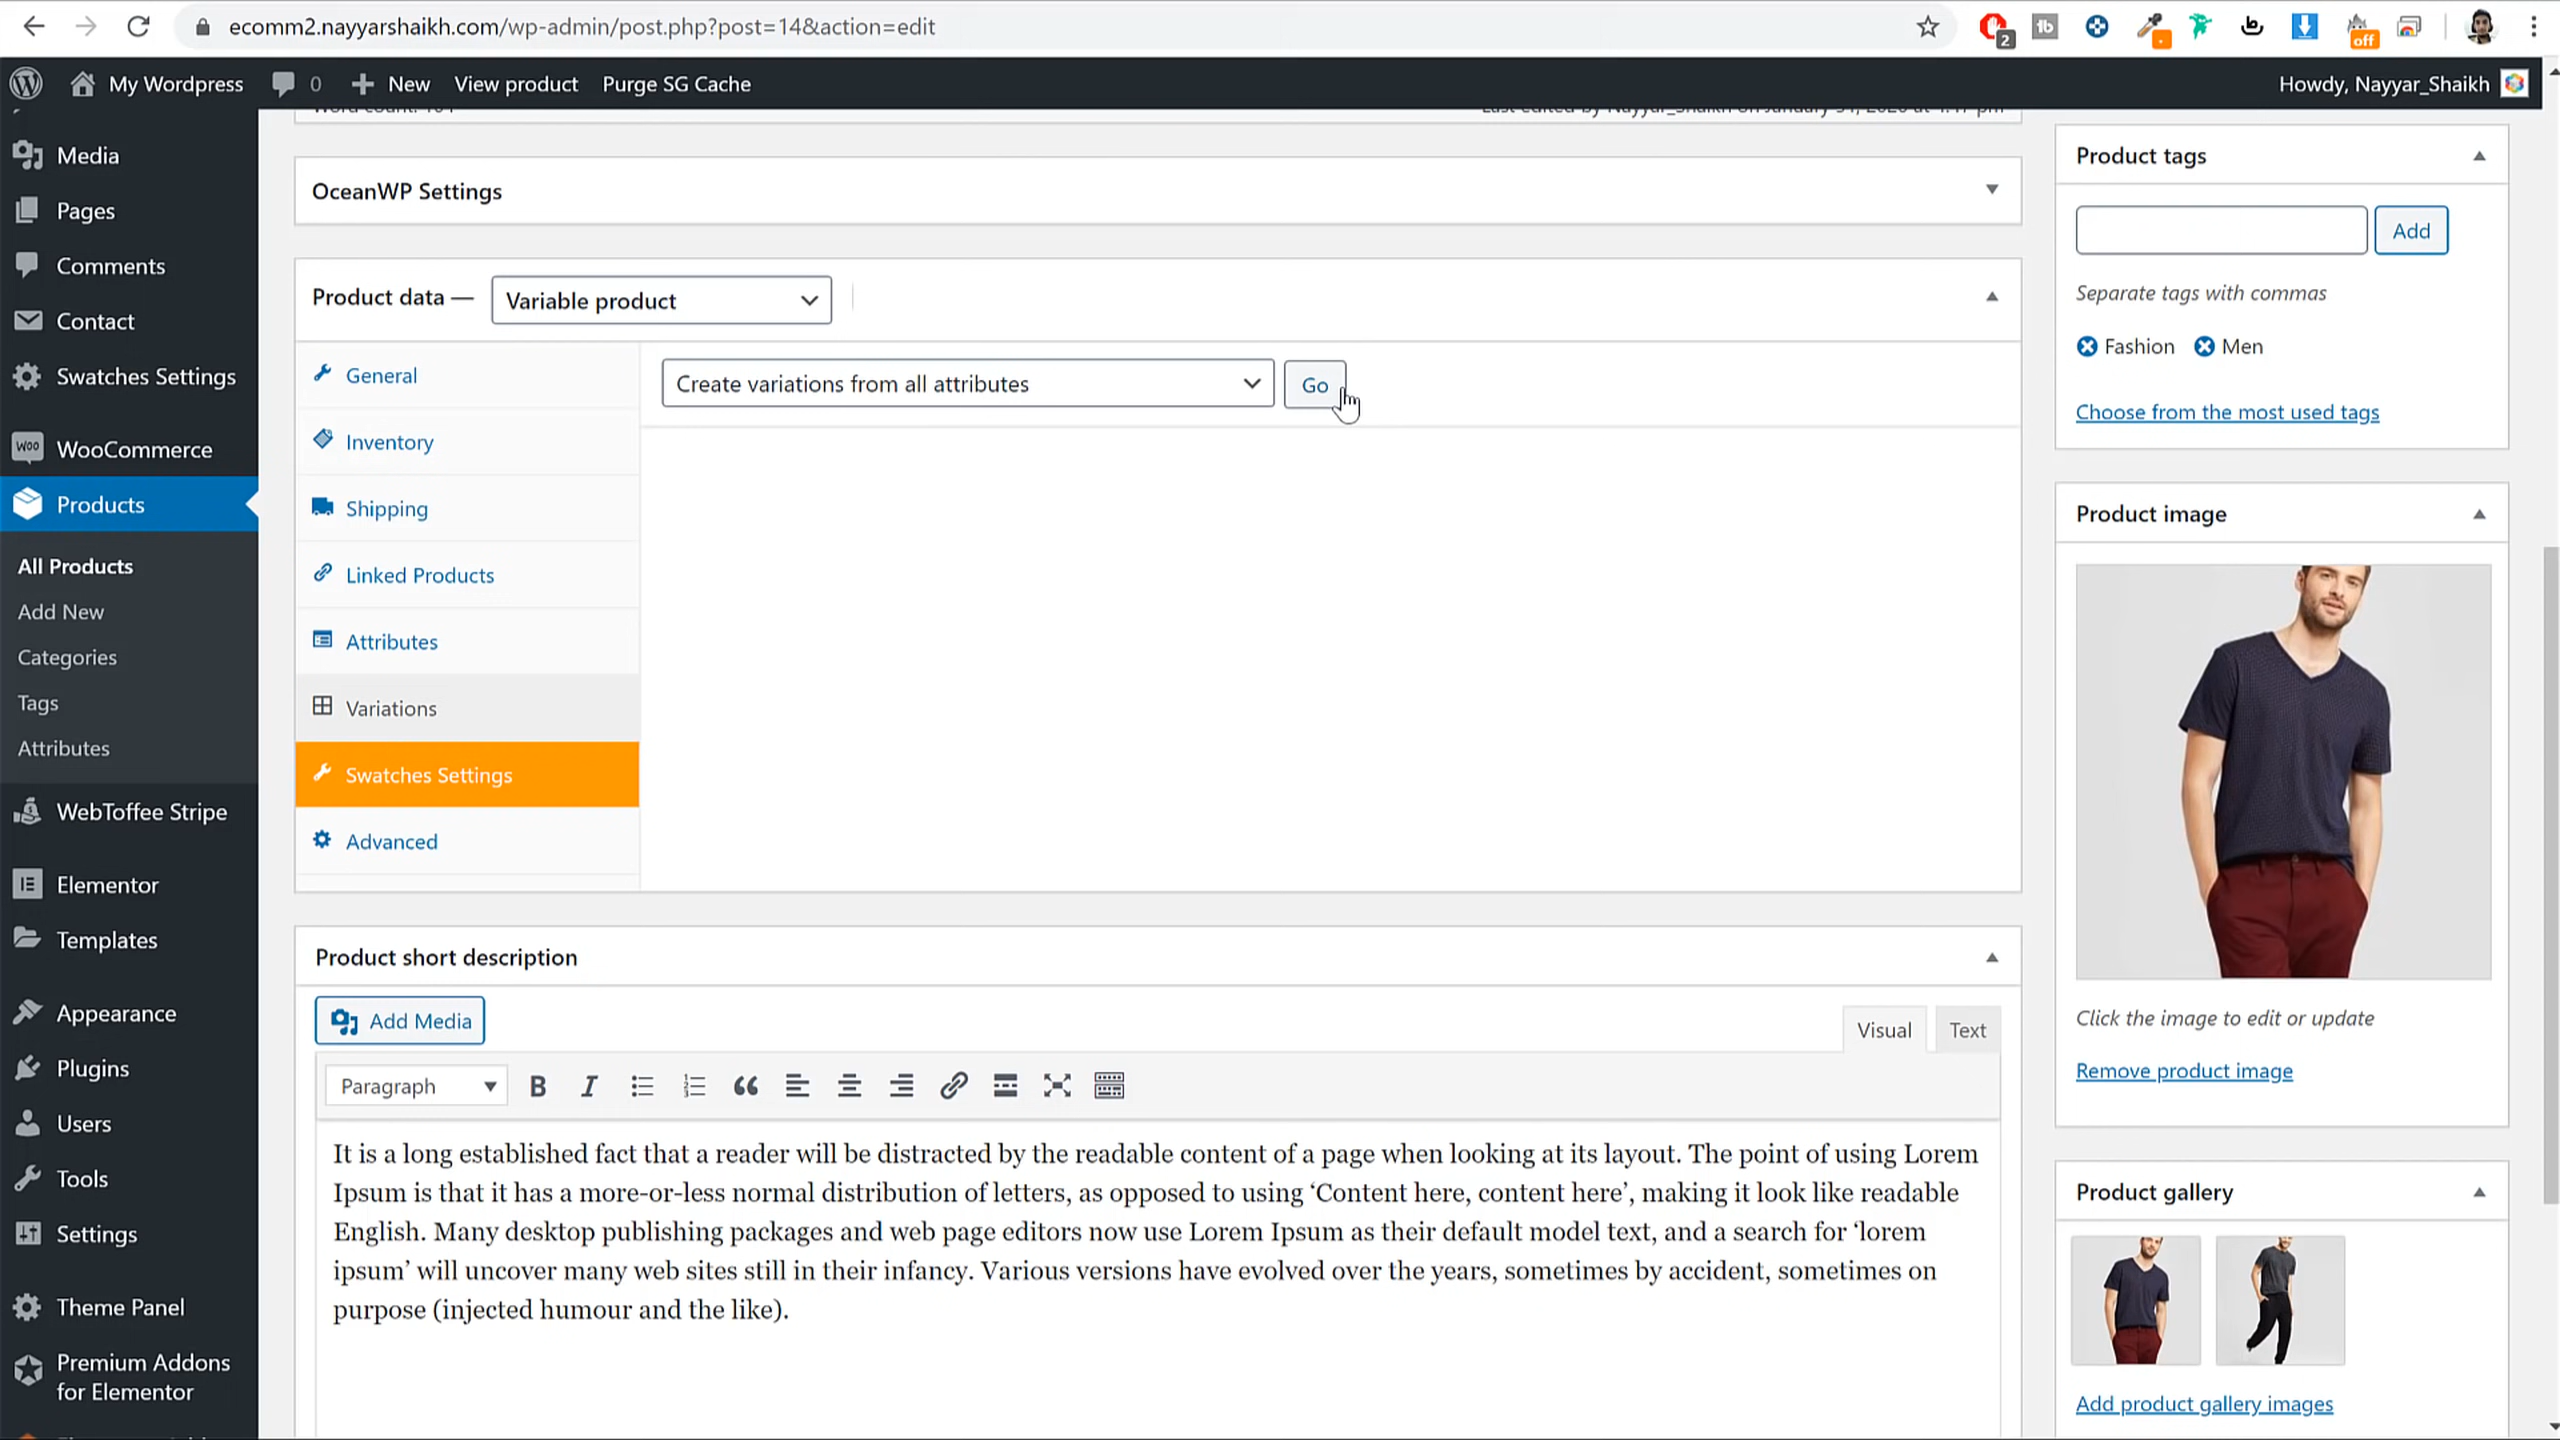 ecomm2.nayyarshaikh.com/wp-admin/post.php?post=14&action=edit
2
off
My Wordpress
0
New
View product
Purge SG Cache
Howdy, Nayyar_Shaikh
Media
Pages
Comments
Contact
Swatches Settings
WooCommerce
Products
All Products
Add New
Categories
Tags
Attributes
WebToffee Stripe
Elementor
Templates
Appearance
Plugins
Users
Tools
Settings
Theme Panel
Premium Addons
for Elementor
OceanWP Settings
Product data —
Variable product
General
Inventory
Shipping
Linked Products
Attributes
Variations
Swatches Settings
Advanced
Create variations from all attributes
Go
Product short description
Add Media
Visual
Text
Paragraph
It is a long established fact that a reader will be distracted by the readable content of a page when looking at its layout. The point of using Lorem
Ipsum is that it has a more-or-less normal distribution of letters, as opposed to using ‘Content here, content here’, making it look like readable
English. Many desktop publishing packages and web page editors now use Lorem Ipsum as their default model text, and a search for ‘lorem
ipsum’ will uncover many web sites still in their infancy. Various versions have evolved over the years, sometimes by accident, sometimes on
purpose (injected humour and the like).
Product tags
Add
Separate tags with commas
Fashion
Men
Choose from the most used tags
Product image
Click the image to edit or update
Remove product image
Product gallery
Add product gallery images